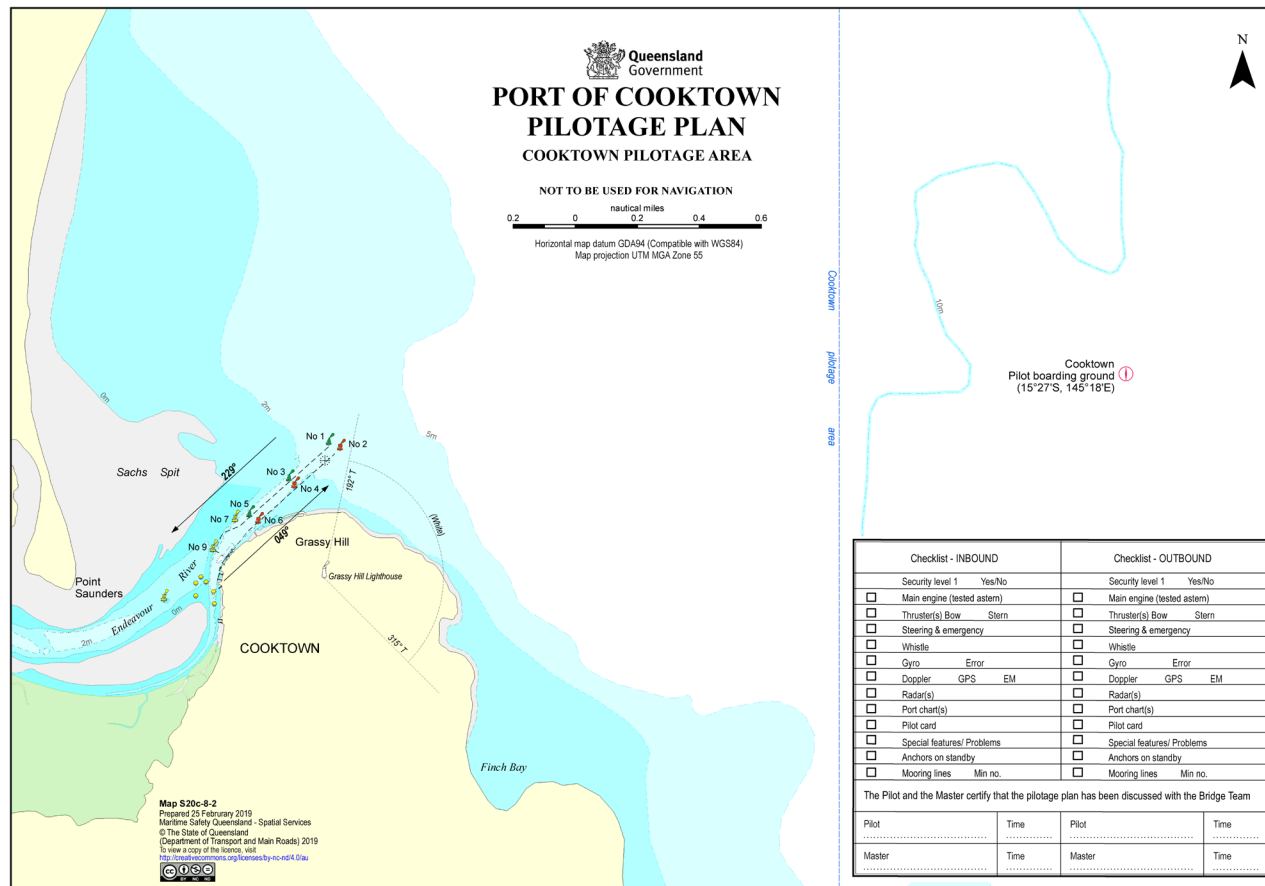 Queensland
Government
PORT OF COOKTOWN
PILOTAGE PLAN
COOKTOWN PILOTAGE AREA
NOT TO BE USED FOR NAVIGATION
nautical miles
0.2 0 0.2 0.4 0.6
Horizontal map datum GDA94 (Compatible with WGS84)
Map projection UTM MGA Zone 55
N
Cooktown pilotage area
10m
Cooktown
Pilot boarding ground
(15°27'S, 145°18'E)
0m
2m
5m
No 1
No 2
No 3
No 4
No 5
No 6
No 7
No 9
229°
049°
192° T
(White)
315° T
Sachs Spit
Grassy Hill
Grassy Hill Lighthouse
Point
Saunders
Endeavour River
0m
2m
COOKTOWN
Finch Bay
Checklist - INBOUND
Security level 1 Yes/No
Main engine (tested astern)
Thruster(s) Bow Stern
Steering & emergency
Whistle
Gyro Error
Doppler GPS EM
Radar(s)
Port chart(s)
Pilot card
Special features/ Problems
Anchors on standby
Mooring lines Min no.
Checklist - OUTBOUND
Security level 1 Yes/No
Main engine (tested astern)
Thruster(s) Bow Stern
Steering & emergency
Whistle
Gyro Error
Doppler GPS EM
Radar(s)
Port chart(s)
Pilot card
Special features/ Problems
Anchors on standby
Mooring lines Min no.
The Pilot and the Master certify that the pilotage plan has been discussed with the Bridge Team
Pilot Time Pilot Time
Master Time Master Time
Map S20c-8-2
Prepared 25 Februrary 2019
Maritime Safety Queensland - Spatial Services
© The State of Queensland
(Department of Transport and Main Roads) 2019
To view a copy of the licence, visit
http://creativecommons.org/licenses/by-nc-nd/4.0/au
cc
BY NC ND